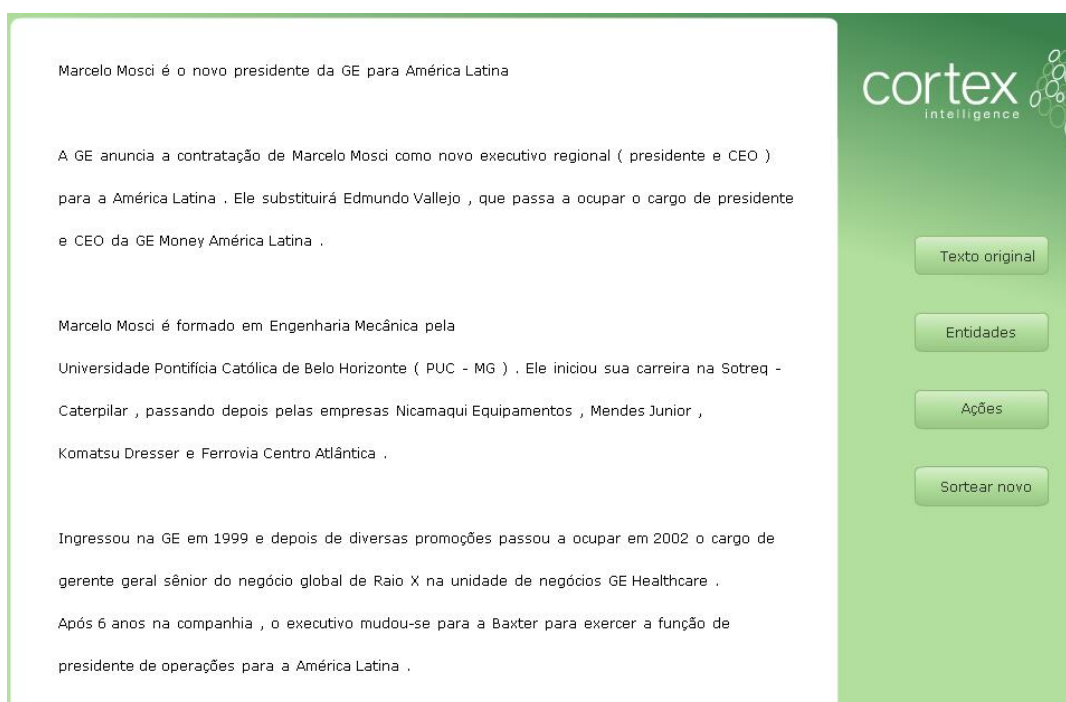 Marcelo Mosci é o novo presidente da GE para América Latina
A GE anuncia a contratação de Marcelo Mosci como novo executivo regional ( presidente e CEO )
para a América Latina . Ele substituirá Edmundo Vallejo , que passa a ocupar o cargo de presidente
e CEO da GE Money América Latina .
Marcelo Mosci é formado em Engenharia Mecânica pela
Universidade Pontifícia Católica de Belo Horizonte ( PUC - MG ) . Ele iniciou sua carreira na Sotreq -
Caterpilar , passando depois pelas empresas Nicamaqui Equipamentos , Mendes Junior ,
Komatsu Dresser e Ferrovia Centro Atlântica .
Ingressou na GE em 1999 e depois de diversas promoções passou a ocupar em 2002 o cargo de
gerente geral sênior do negócio global de Raio X na unidade de negócios GE Healthcare .
Após 6 anos na companhia , o executivo mudou-se para a Baxter para exercer a função de
presidente de operações para a América Latina .
cortex
intelligence
Texto original
Entidades
Ações
Sortear novo